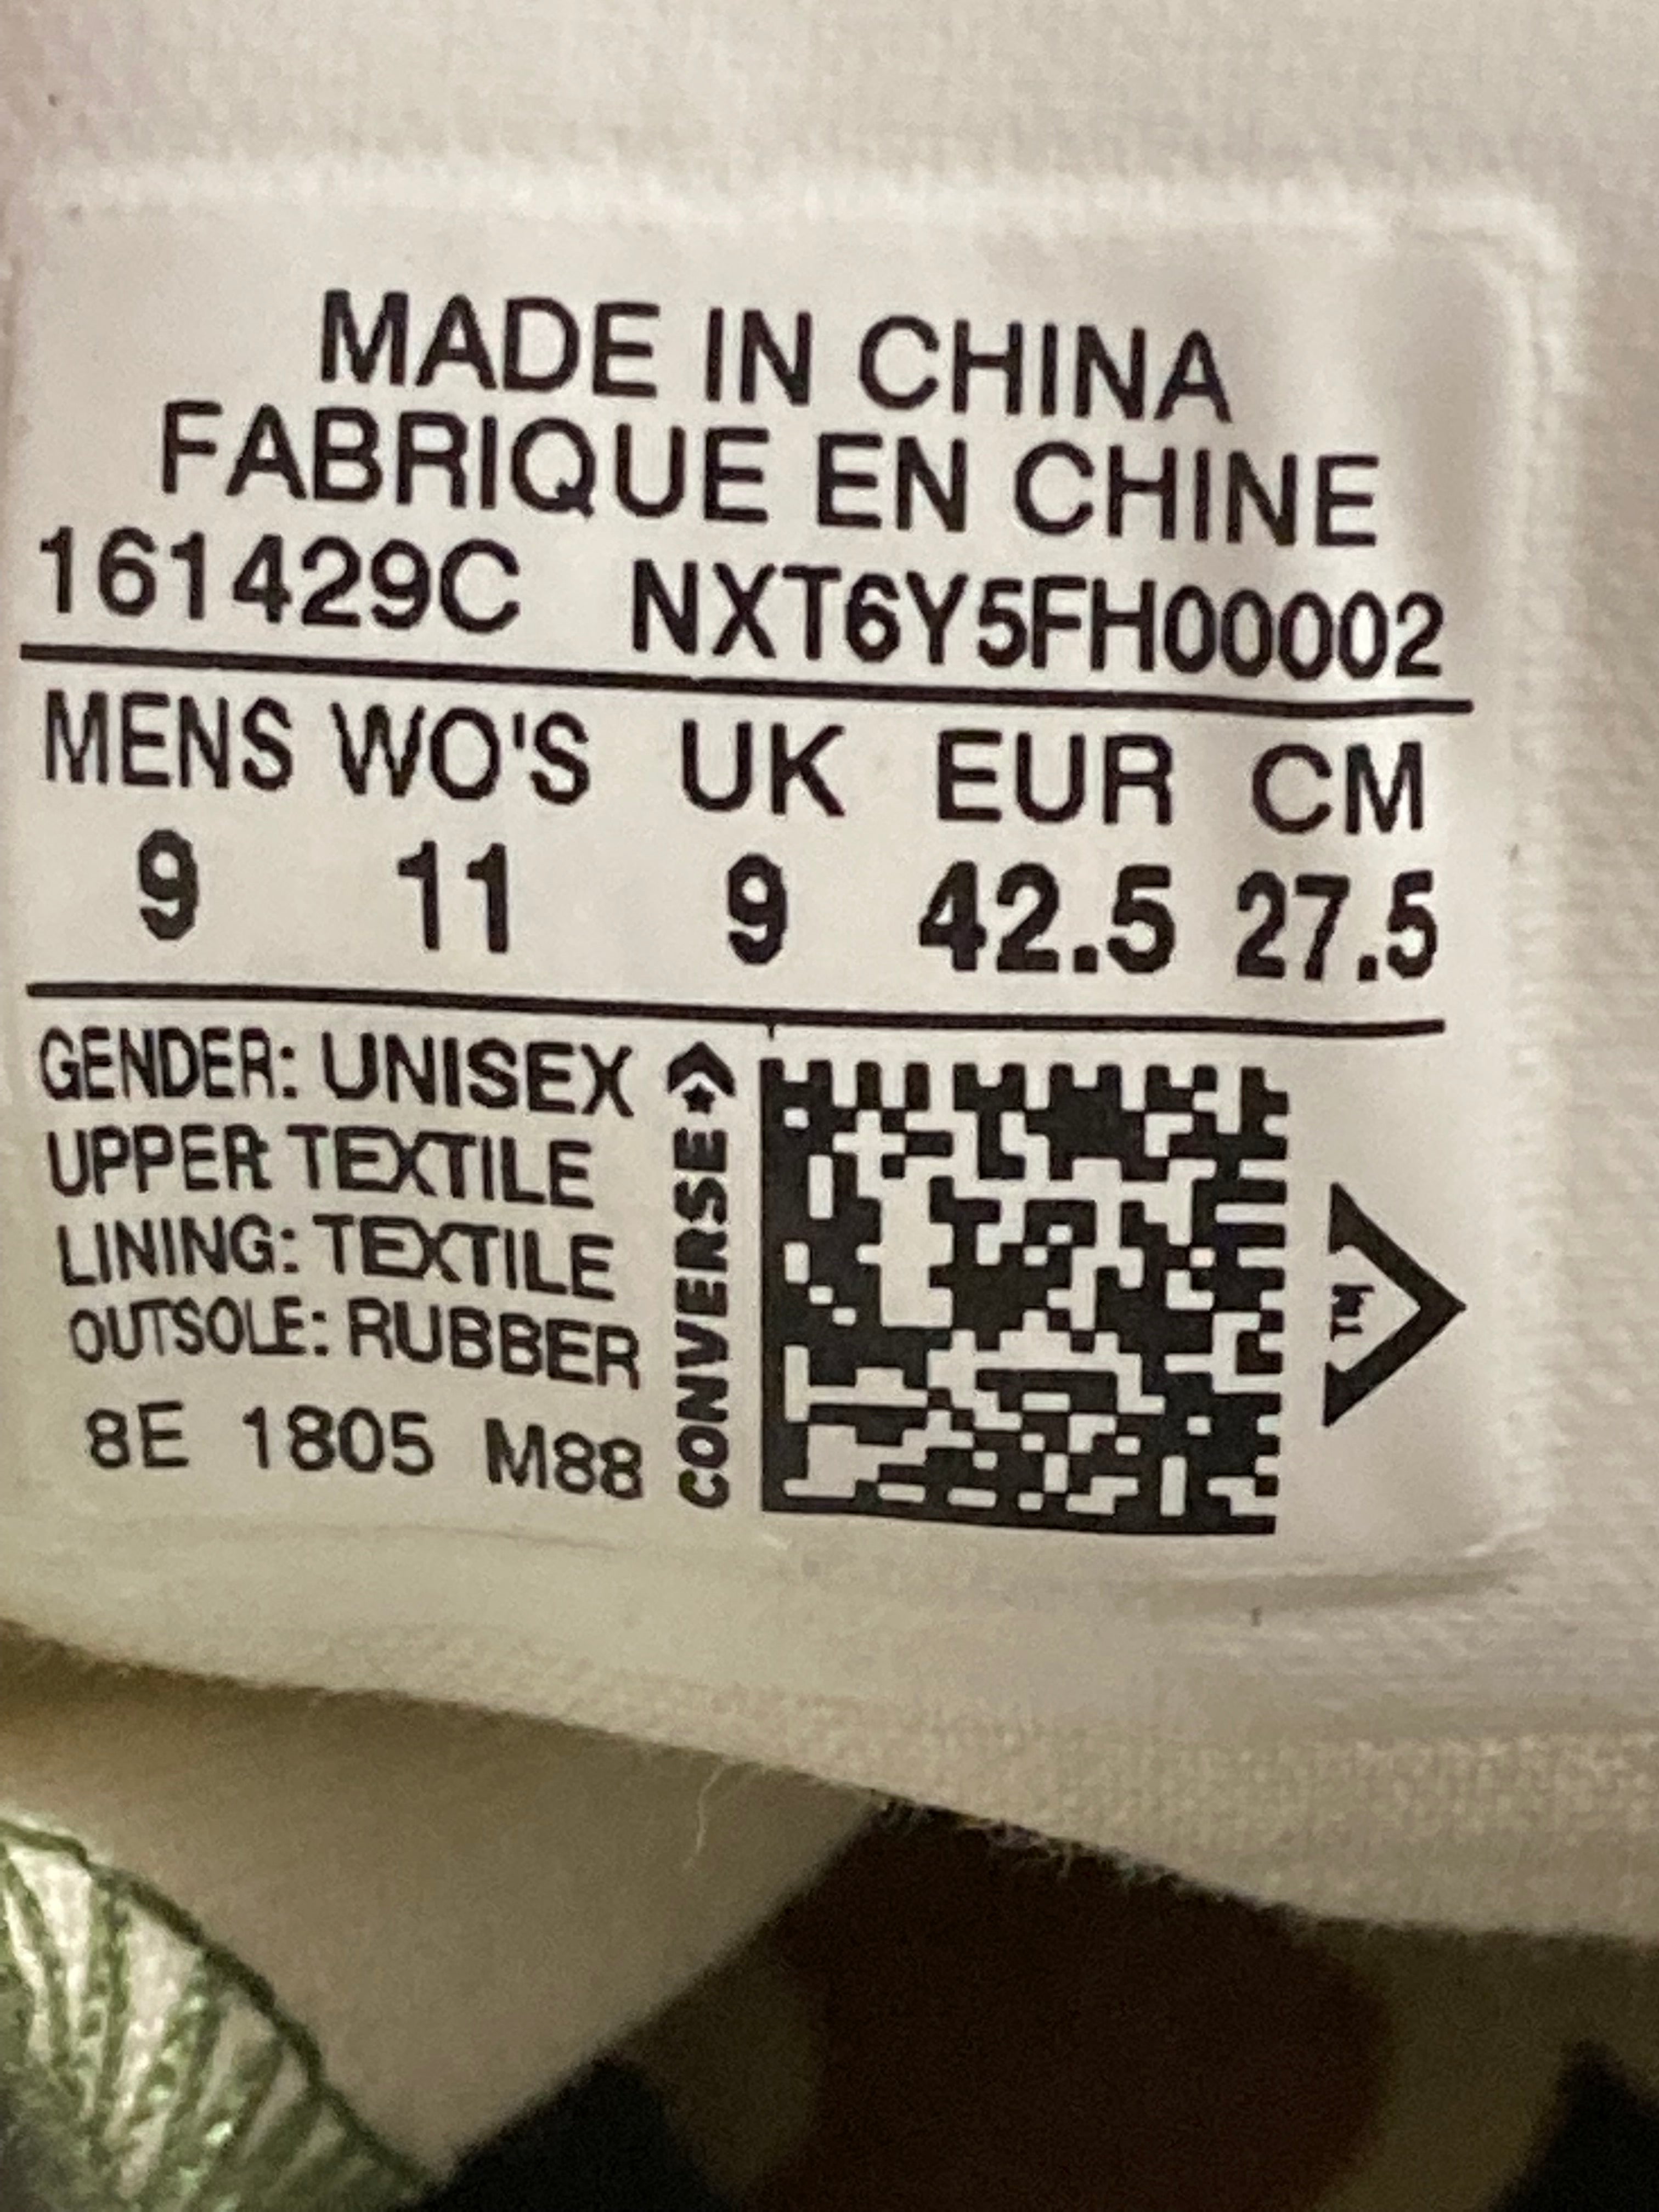 MADE IN CHINA
FABRIQUE EN CHINE
161429C NXT6Y5FH00002
MENS WO'S UK EUR CM
9 11 9 42.5 27.5
GENDER: UNISEX
UPPER TEXTILE
LINING: TEXTILE
OUTSOLE: RUBBER
8E 1805 M88
CONVERSE